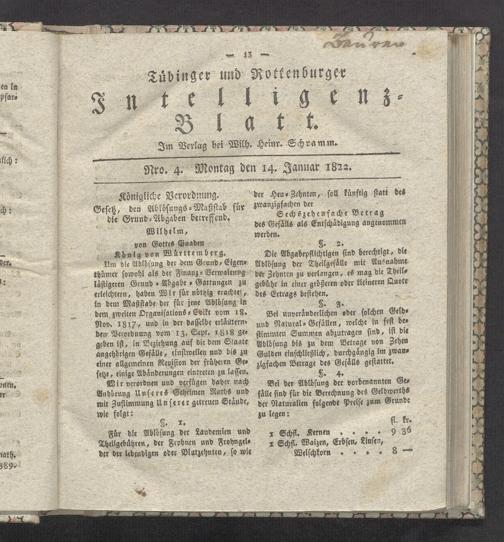 — 13 —
Tübinger und Rottenburger
Intelligenz-
Blatt.
Im Verlag bei Wilh. Heinr. Schramm.
Nro. 4. Montag den 14. Januar 1822.
Königliche Verordnung.
Gesetz, den Ablösungs-Maßstab für
die Grund-Abgaben betreffend.
Wilhelm,
von Gottes Gnaden
König von Württemberg.
Um die Ablösung der dem Grund-Eigen-
thümer sowohl als der Finanz-Verwaltung
lästigeren Grund-Abgabe-Gattungen zu
erleichtern, haben Wir für nöthig erachtet,
in dem Maßstabe der für jene Ablösung in
dem zweiten Organisations-Edikt vom 18.
Nov. 1817, und in der dasselbe erläutern-
den Verordnung vom 13. Sept. 1818 ge-
geben ist, in Beziehung auf die dem Staate
angehörigen Gefälle, einstweilen und bis zu
einer allgemeinen Revision der früheren Ge-
setze, einige Abänderungen eintreten zu lassen.
Wir verordnen und verfügen daher nach
Anhörung Unseres Geheimen Raths und
mit Zustimmung Unserer getreuen Stände,
wie folgt:
§. 1.
Für die Ablösung der Laudemien und
Theilgebühren, der Frohnen und Frohngel-
der der lebendigen oder Blutzehnten, so wie
der Heu-Zehnten, soll künftig statt des
zwanzigfachen der
Sechszehenfache Betrag
des Gefälls als Entschädigung angenommen
werden.
§. 2.
Die Abgabepflichtigen sind berechtigt, die
Ablösung der Theilgefälle mit Ausnahme
der Zehnten zu verlangen, es mag die Theil-
gebühr in einer größeren oder kleineren Quote
des Ertrags bestehen.
§. 3.
Bei unveränderlichen oder solchen Geld-
und Natural-Gefällen, welche in fest be-
stimmten Summen abzutragen sind, ist die
Ablösung bis zu dem Betrage von Zehen
Gulden einschließlich, durchgängig im zwan-
zigfachen Betrage des Gefälls gestattet.
§. 4.
Bei der Ablösung der vorbenannten Ge-
fälle sind für die Berechnung des Geldwerths
der Naturalien folgende Preise zum Grunde
zu legen:
fl. kr.
1 Schfl. Kernen . . . . . 9 36
1 Schfl. Waizen, Erbsen, Linsen,
Welschkorn . . . . . 8 —